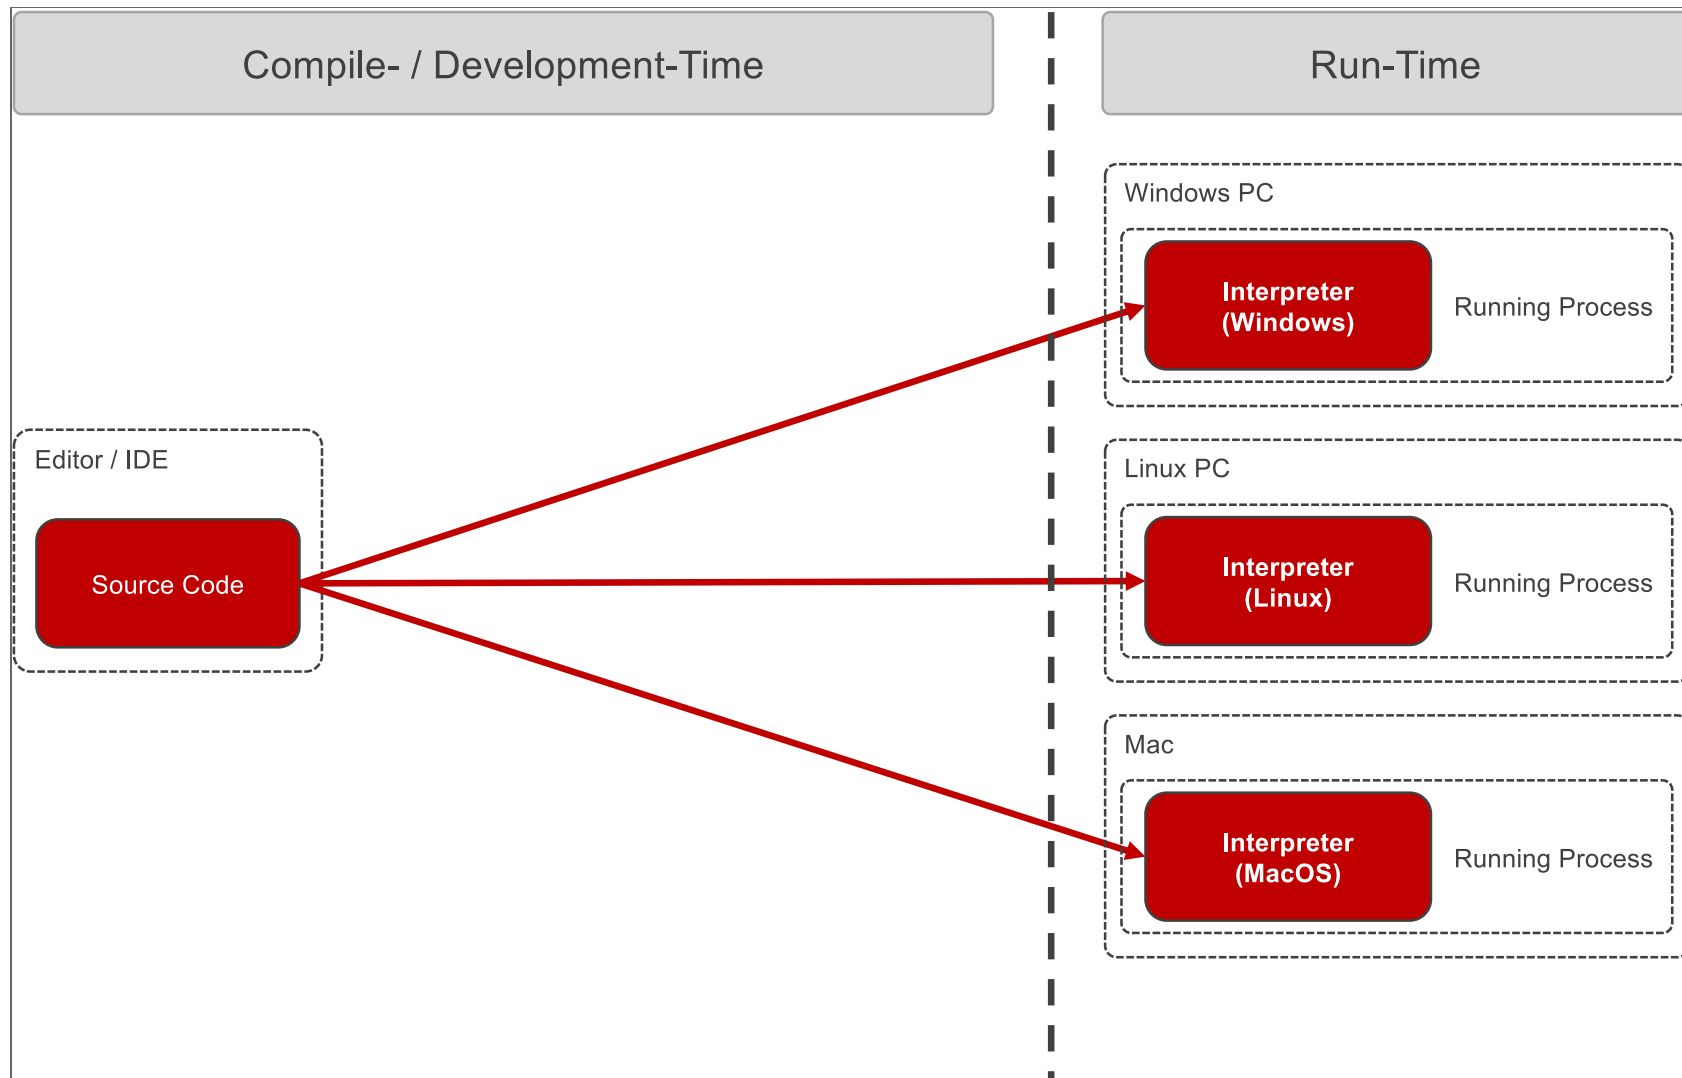 Compile- / Development-Time
Run-Time
Windows PC
Interpreter
(Windows)
Running Process
Editor / IDE
Source Code
Linux PC
Interpreter
(Linux)
Running Process
Mac
Interpreter
(MacOS)
Running Process